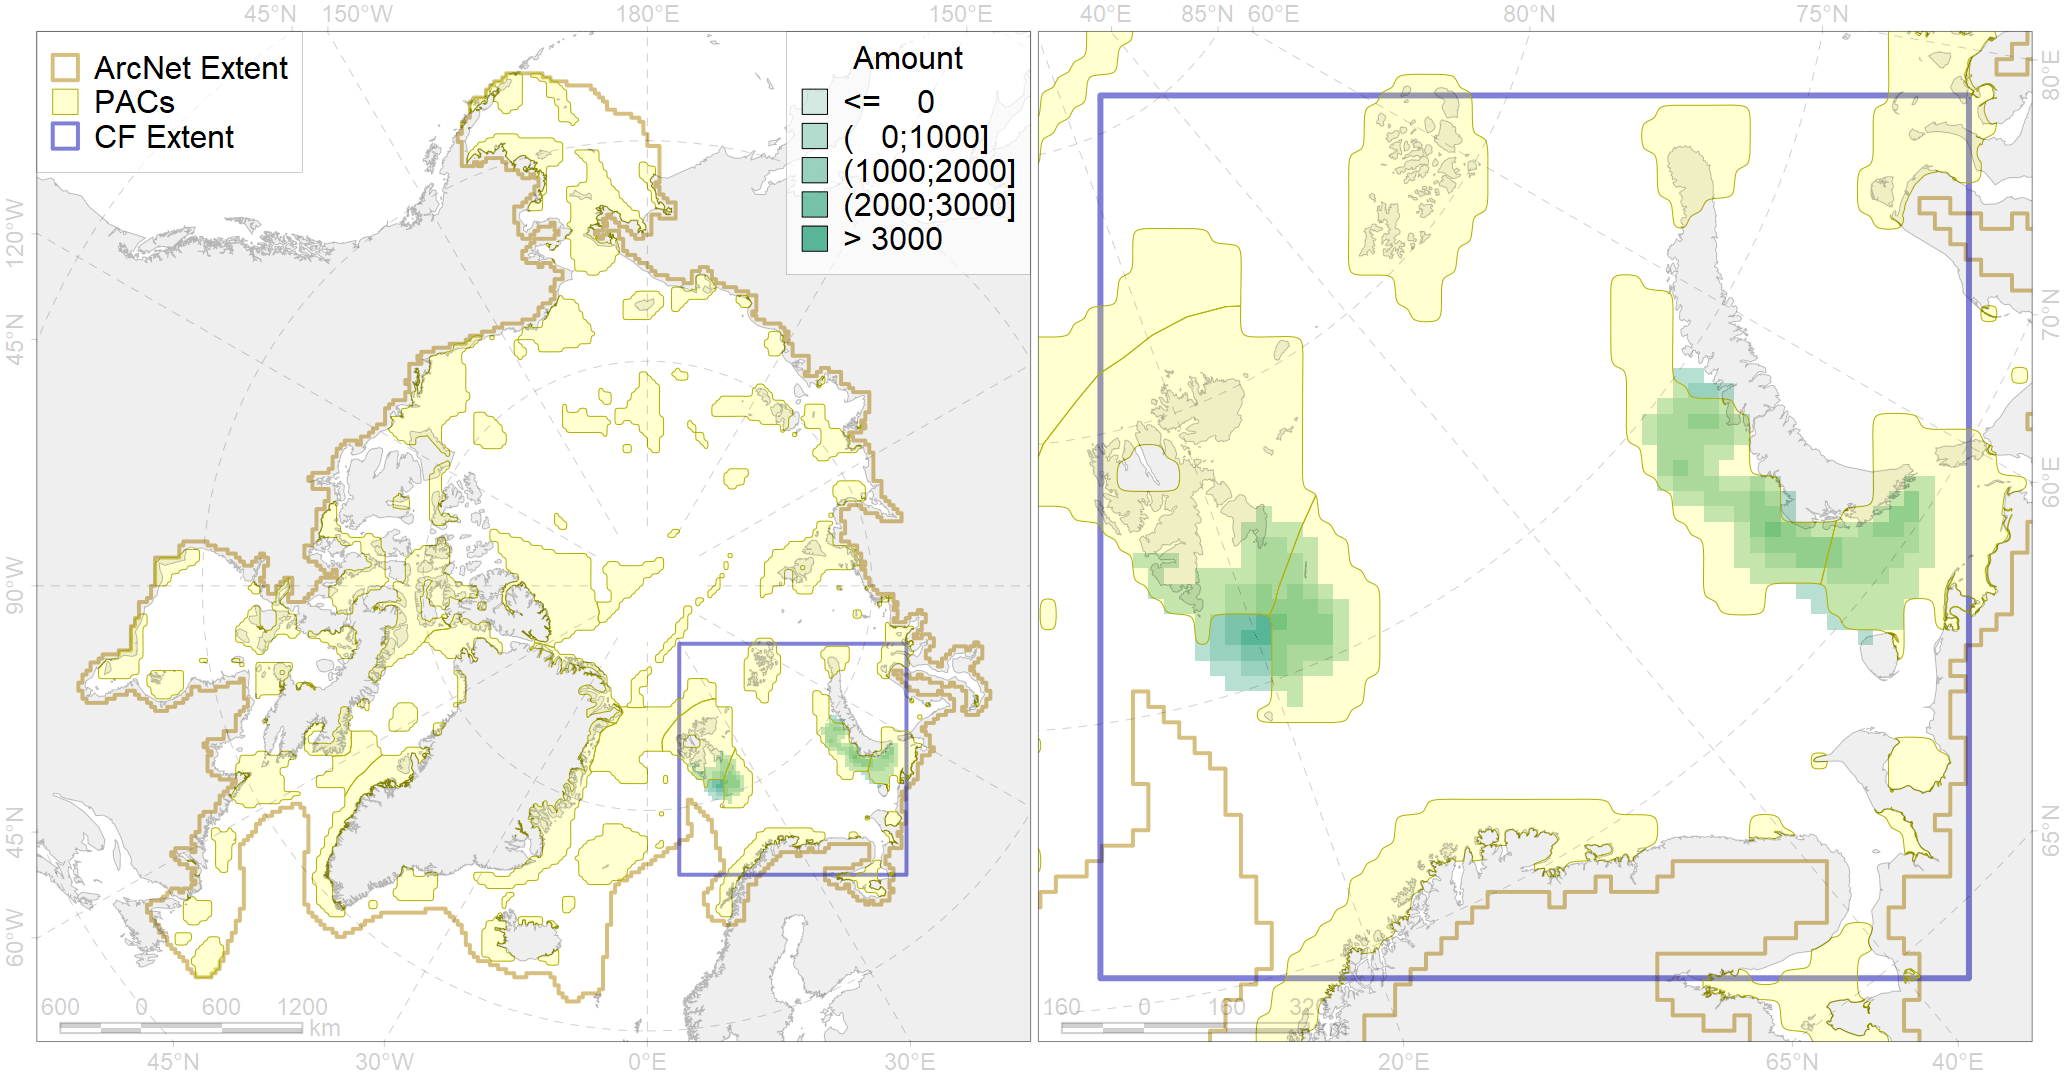 45°N 150°W 180°E 150°E 40°E 85°N 60°E 80°N 75°N
ArcNet Extent
PACs
CF Extent
Amount
<= 0
( 0;1000]
(1000;2000]
(2000;3000]
> 3000
120°W
45°N
90°W
45°N
60°W
80°E
70°N
60°E
65°N
600 0 600 1200
km
160 0 160 32
45°N 30°W 0°E 30°E 20°E 65°N 40°E